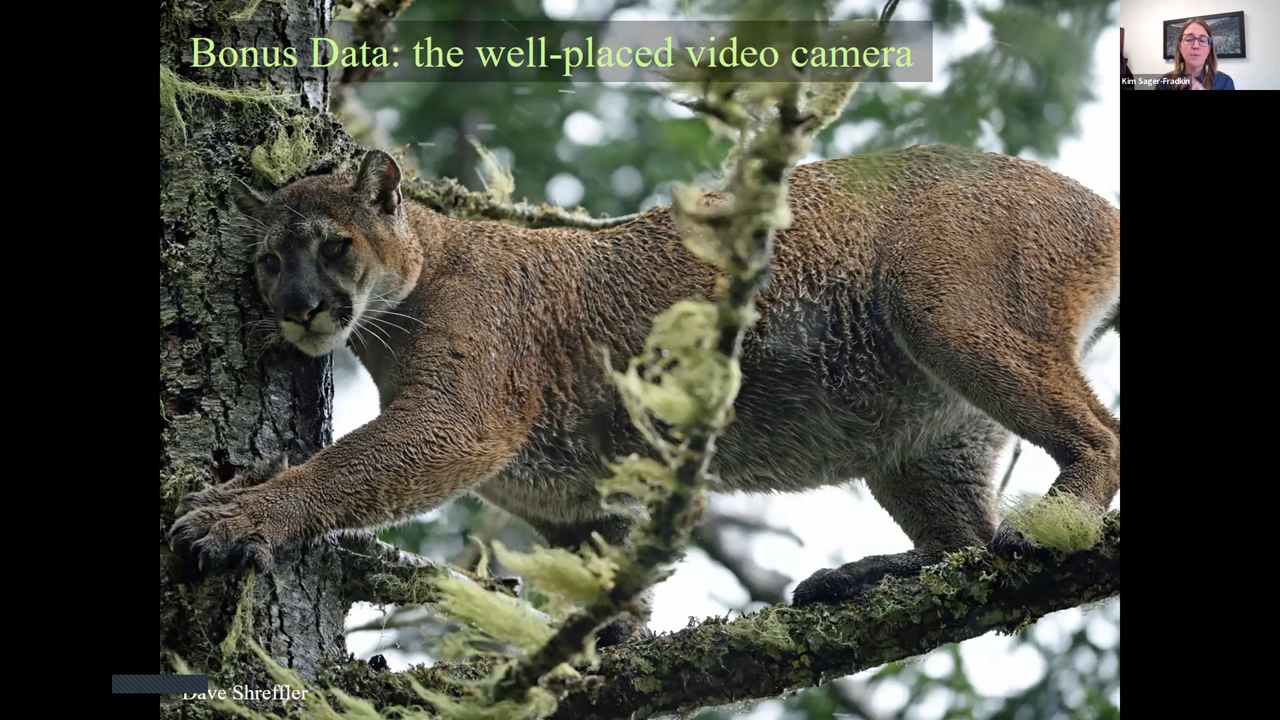 Bonus Data: the well-placed video camera
Kim Sager-Fradkin
Dave Shreffler